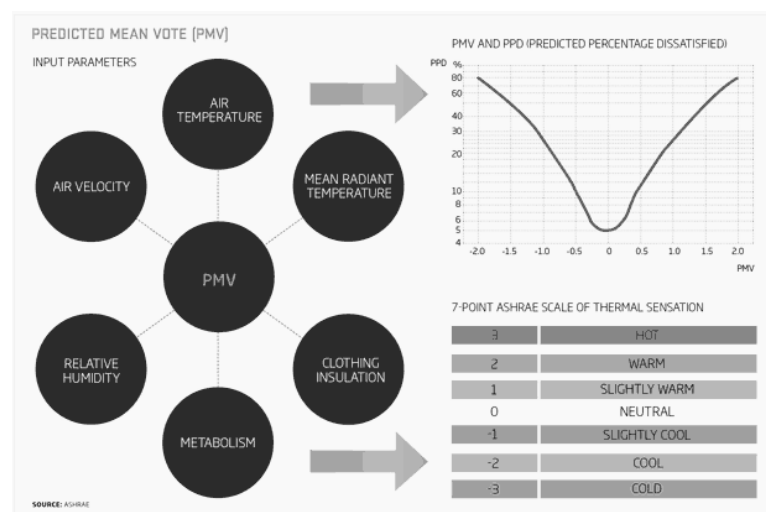 PREDICTED MEAN VOTE (PMV)
INPUT PARAMETERS
AIR
TEMPERATURE
AIR VELOCITY
MEAN RADIANT
TEMPERATURE
PMV
RELATIVE
HUMIDITY
CLOTHING
INSULATION
METABOLISM
SOURCE: ASHRAE
PMV AND PPD (PREDICTED PERCENTAGE DISSATISFIED)
PPD %
80
60
40
30
20
10
8
6
5
4
-2.0 -1.5 -1.0 -0.5 0 0.5 1.0 1.5 2.0
PMV
7-POINT ASHRAE SCALE OF THERMAL SENSATION
3 HOT
2 WARM
1 SLIGHTLY WARM
0 NEUTRAL
-1 SLIGHTLY COOL
-2 COOL
-3 COLD